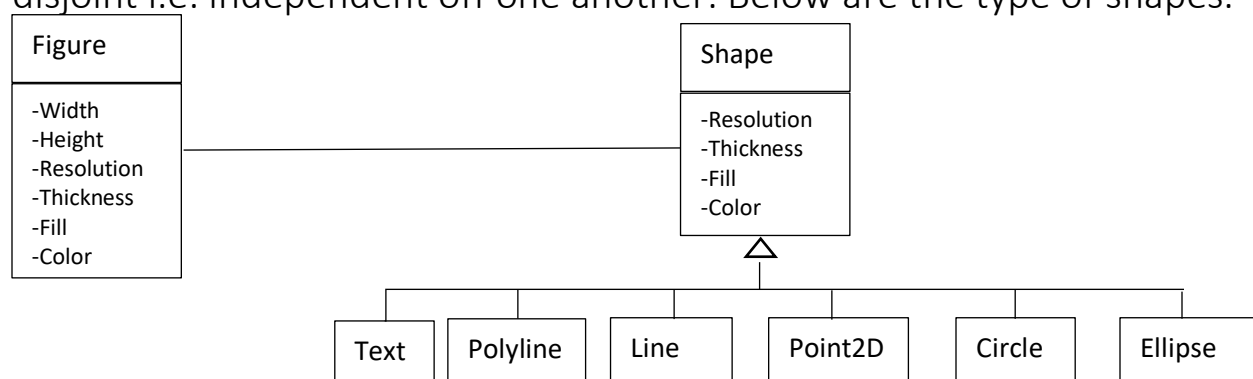 disjoint i.e. independent off one another. Below are the type of shapes.
Figure
-Width
-Height
-Resolution
-Thickness
-Fill
-Color
Shape
-Resolution
-Thickness
-Fill
-Color
Text
Polyline
Line
Point2D
Circle
Ellipse